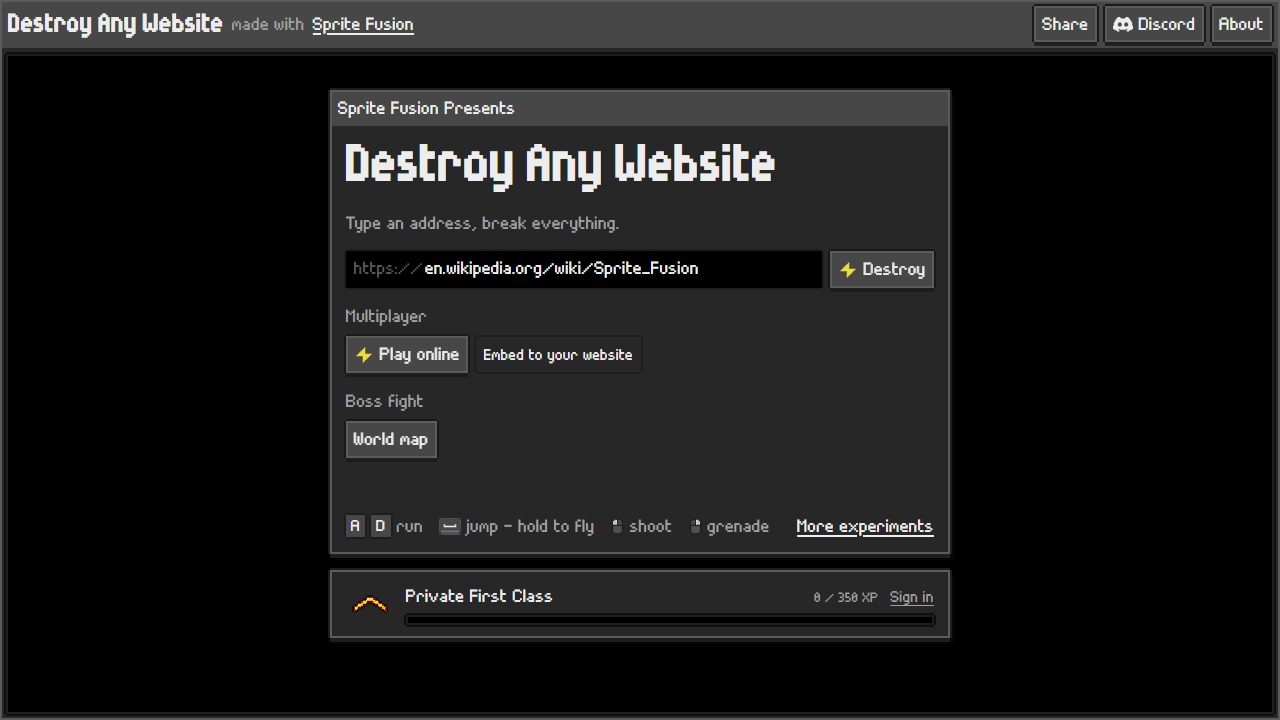 Destroy Any Website made with Sprite Fusion Share Discord About
Sprite Fusion Presents
Destroy Any Website
Type an address, break everything.
https:// en.wikipedia.org/wiki/Sprite_Fusion Destroy
Multiplayer
Play online Embed to your website
Boss fight
World map
A D run jump - hold to fly shoot grenade More experiments
Private First Class 0 / 350 XP Sign in